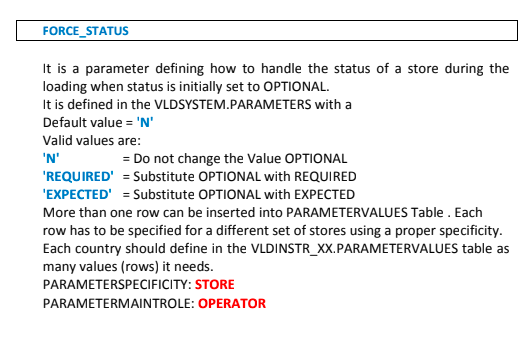 FORCE_STATUS
It is a parameter defining how to handle the status of a store during the
loading when status is initially set to OPTIONAL.
It is defined in the VLDSYSTEM.PARAMETERS with a
Default value = 'N'
Valid values are:
'N' = Do not change the Value OPTIONAL
'REQUIRED' = Substitute OPTIONAL with REQUIRED
'EXPECTED' = Substitute OPTIONAL with EXPECTED
More than one row can be inserted into PARAMETERVALUES Table . Each
row has to be specified for a different set of stores using a proper specificity.
Each country should define in the VLDINSTR_XX.PARAMETERVALUES table as
many values (rows) it needs.
PARAMETERSPECIFICITY: STORE
PARAMETERMAINTROLE: OPERATOR